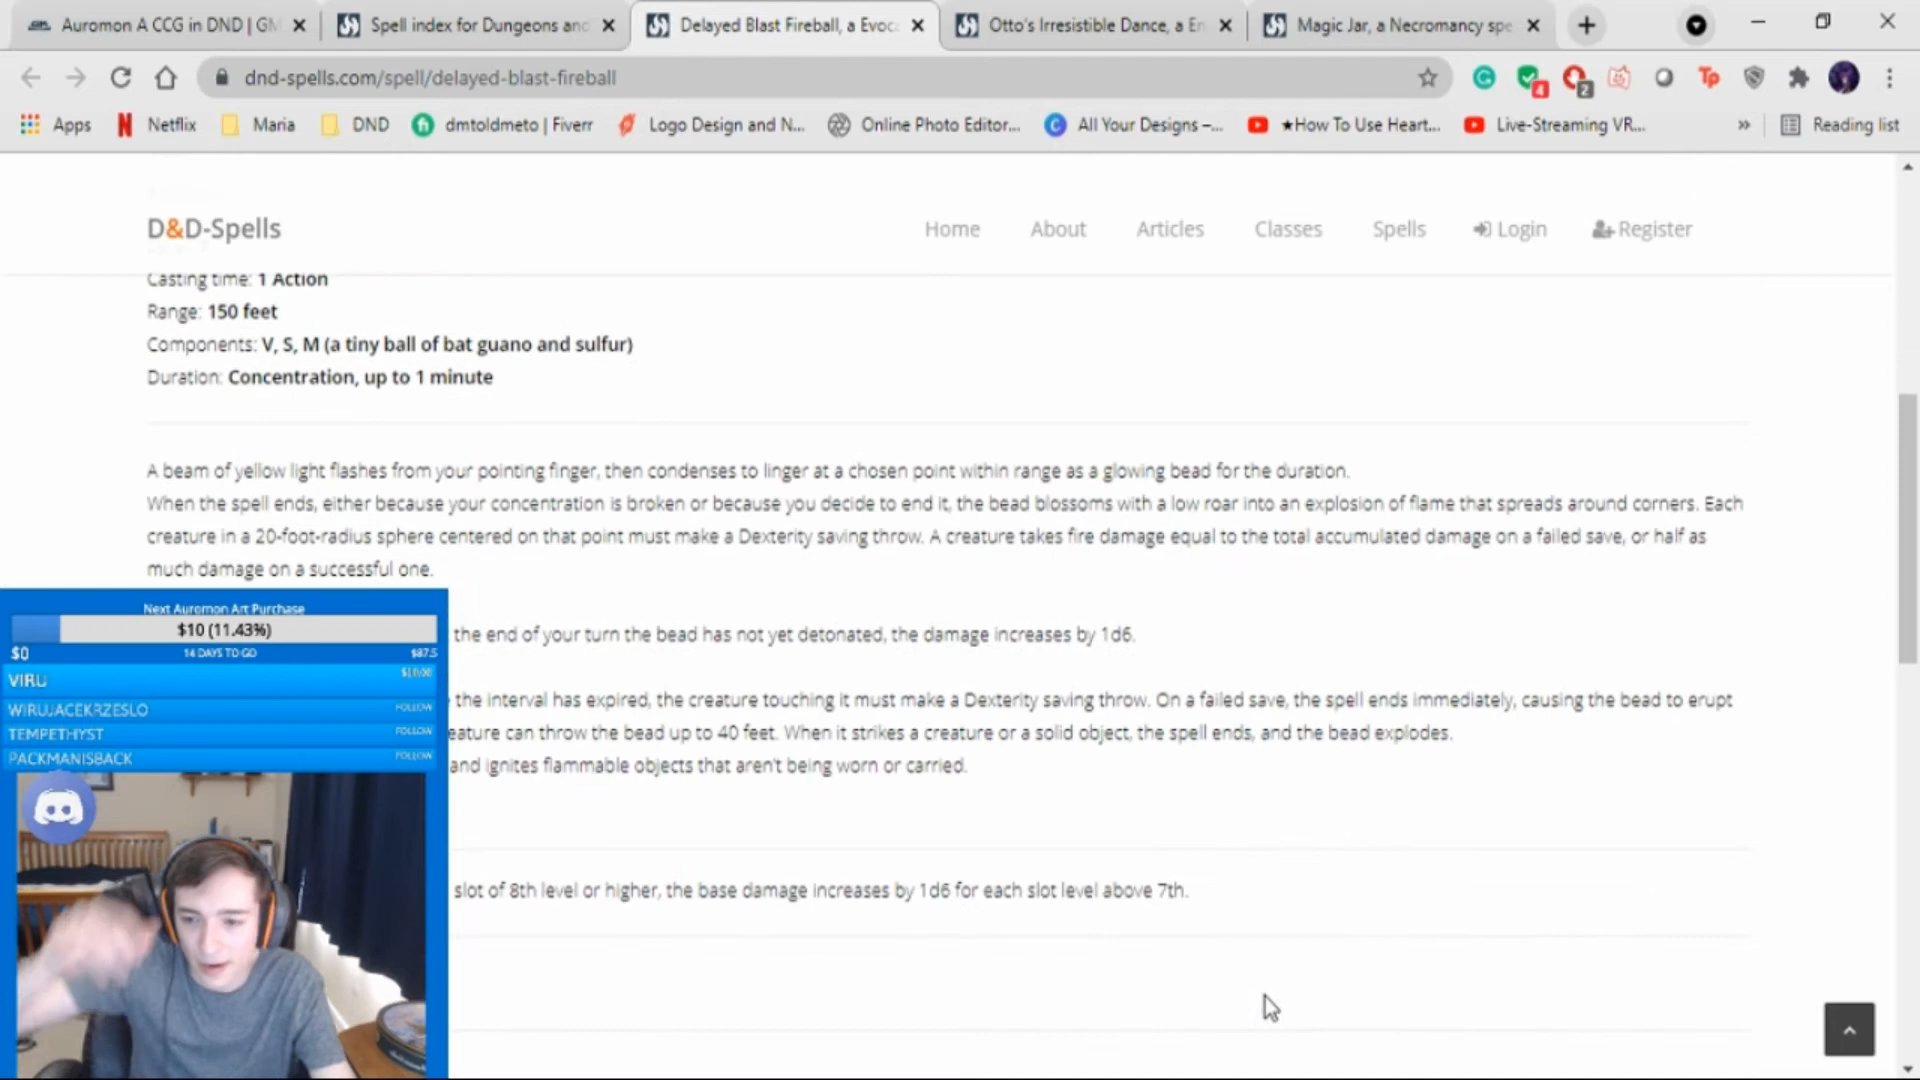 Auromon A CCG in DND | GM
Spell index for Dungeons and
Delayed Blast Fireball, a Evoca
Otto's Irresistible Dance, a En
Magic Jar, a Necromancy spe
dnd-spells.com/spell/delayed-blast-fireball
4
2
Tp
Apps
Netflix
Maria
DND
dmtoldmeto | Fiverr
Logo Design and N...
Online Photo Editor...
All Your Designs –...
★How To Use Heart...
Live-Streaming VR...
»
Reading list
D&D-Spells
Home
About
Articles
Classes
Spells
Login
Register
Casting time: 1 Action
Range: 150 feet
Components: V, S, M (a tiny ball of bat guano and sulfur)
Duration: Concentration, up to 1 minute
A beam of yellow light flashes from your pointing finger, then condenses to linger at a chosen point within range as a glowing bead for the duration.
When the spell ends, either because your concentration is broken or because you decide to end it, the bead blossoms with a low roar into an explosion of flame that spreads around corners. Each
creature in a 20-foot-radius sphere centered on that point must make a Dexterity saving throw. A creature takes fire damage equal to the total accumulated damage on a failed save, or half as
much damage on a successful one.
the end of your turn the bead has not yet detonated, the damage increases by 1d6.
the interval has expired, the creature touching it must make a Dexterity saving throw. On a failed save, the spell ends immediately, causing the bead to erupt
eature can throw the bead up to 40 feet. When it strikes a creature or a solid object, the spell ends, and the bead explodes.
and ignites flammable objects that aren't being worn or carried.
slot of 8th level or higher, the base damage increases by 1d6 for each slot level above 7th.
Next Auromon Art Purchase
$10 (11.43%)
$0
14 DAYS TO GO
$87.5
VIRU
$10.00
WIRUJACEKRZESLO
FOLLOW
TEMPETHYST
FOLLOW
PACKMANISBACK
FOLLOW